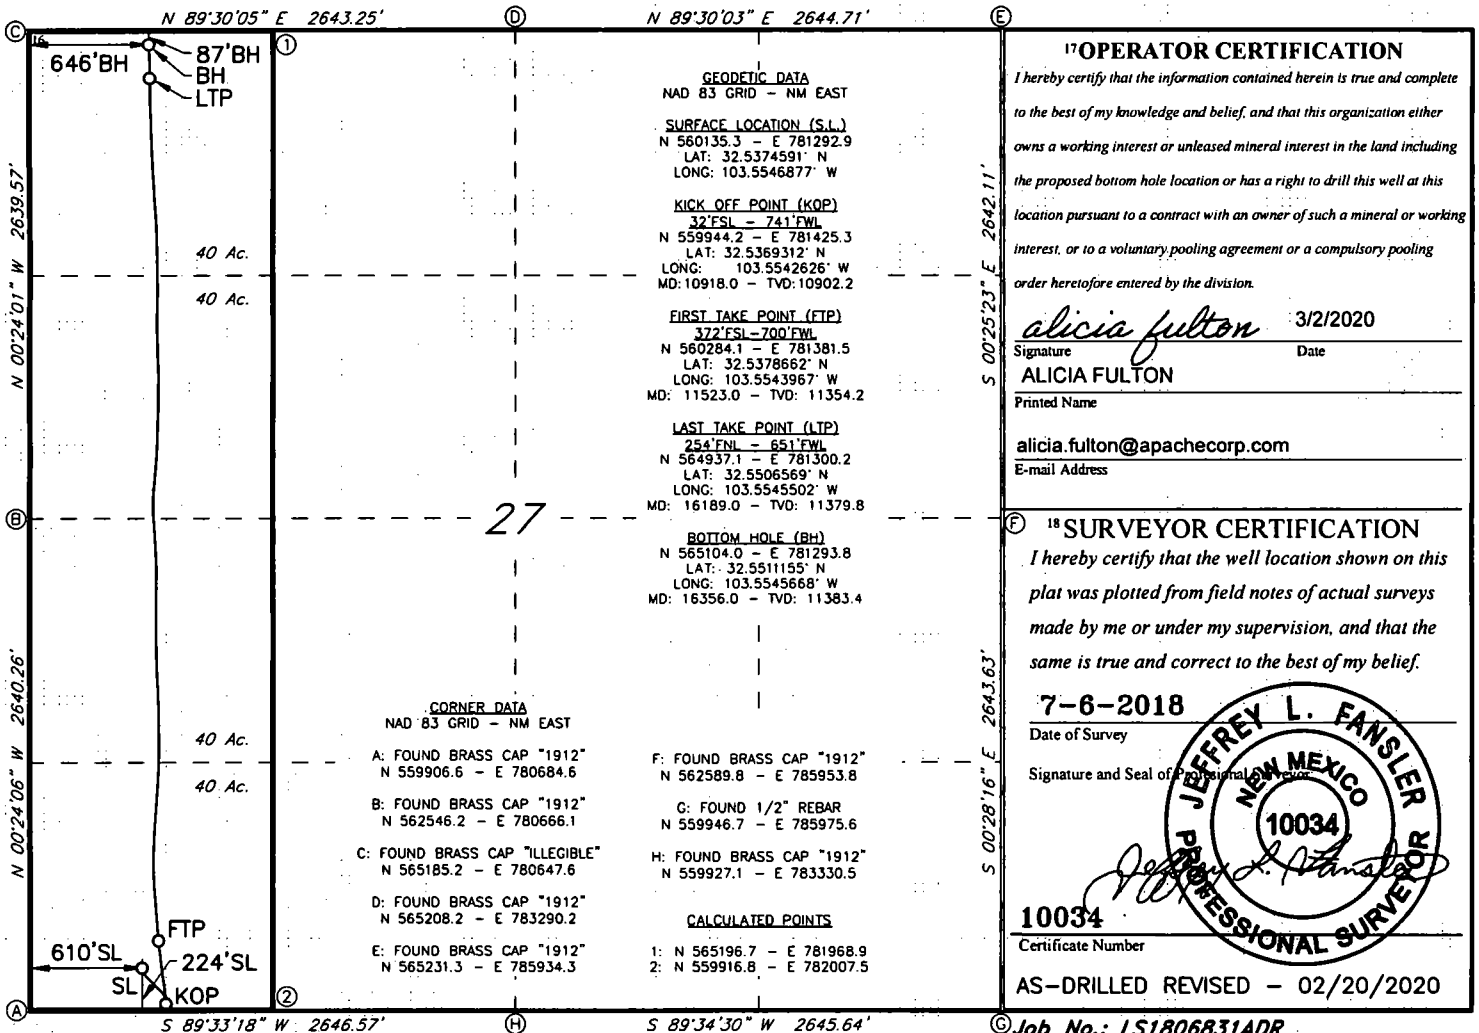 N 89°30'05" E 2643.25'
N 89°30'03" E 2644.71'
C
D
E
16
646'BH
87'BH
BH
LTP
1
N 00°24'01" W 2639.57'
40 Ac.
40 Ac.
B
27
N 00°24'06" W 2640.26'
40 Ac.
40 Ac.
FTP
610'SL
224'SL
SL
KOP
A
2
S 89°33'18" W 2646.57'
H
S 89°34'30" W 2645.64'
G
GEODETIC DATA
NAD 83 GRID - NM EAST
SURFACE LOCATION (S.L.)
N 560135.3 - E 781292.9
LAT: 32.5374591° N
LONG: 103.5546877° W
KICK OFF POINT (KOP)
32'FSL - 741'FWL
N 559944.2 - E 781425.3
LAT: 32.5369312° N
LONG: 103.5542626° W
MD: 10918.0 - TVD: 10902.2
FIRST TAKE POINT (FTP)
372'FSL-700'FWL
N 560284.1 - E 781381.5
LAT: 32.5378662° N
LONG: 103.5543967° W
MD: 11523.0 - TVD: 11354.2
LAST TAKE POINT (LTP)
254'FNL - 651'FWL
N 564937.1 - E 781300.2
LAT: 32.5506569° N
LONG: 103.5545502° W
MD: 16189.0 - TVD: 11379.8
BOTTOM HOLE (BH)
N 565104.0 - E 781293.8
LAT: 32.5511155° N
LONG: 103.5545668° W
MD: 16356.0 - TVD: 11383.4
CORNER DATA
NAD 83 GRID - NM EAST
A: FOUND BRASS CAP "1912"
N 559906.6 - E 780684.6
B: FOUND BRASS CAP "1912"
N 562546.2 - E 780666.1
C: FOUND BRASS CAP "ILLEGIBLE"
N 565185.2 - E 780647.6
D: FOUND BRASS CAP "1912"
N 565208.2 - E 783290.2
E: FOUND BRASS CAP "1912"
N 565231.3 - E 785934.3
F: FOUND BRASS CAP "1912"
N 562589.8 - E 785953.8
G: FOUND 1/2" REBAR
N 559946.7 - E 785975.6
H: FOUND BRASS CAP "1912"
N 559927.1 - E 783330.5
CALCULATED POINTS
1: N 565196.7 - E 781968.9
2: N 559916.8 - E 782007.5
S 00°25'23" E 2642.11'
F
S 00°28'16" E 2643.63'
17 OPERATOR CERTIFICATION
I hereby certify that the information contained herein is true and complete
to the best of my knowledge and belief, and that this organization either
owns a working interest or unleased mineral interest in the land including
the proposed bottom hole location or has a right to drill this well at this
location pursuant to a contract with an owner of such a mineral or working
interest, or to a voluntary pooling agreement or a compulsory pooling
order heretofore entered by the division.
alicia fulton 3/2/2020
Signature Date
ALICIA FULTON
Printed Name
alicia.fulton@apachecorp.com
E-mail Address
18 SURVEYOR CERTIFICATION
I hereby certify that the well location shown on this
plat was plotted from field notes of actual surveys
made by me or under my supervision, and that the
same is true and correct to the best of my belief.
7-6-2018
Date of Survey
Signature and Seal of Professional Surveyor:
JEFFREY L. FANSLER
NEW MEXICO
10034
PROFESSIONAL SURVEYOR
Jeffrey L. Fansler
10034
Certificate Number
AS-DRILLED REVISED - 02/20/2020
Job No.: LS1806831ADR